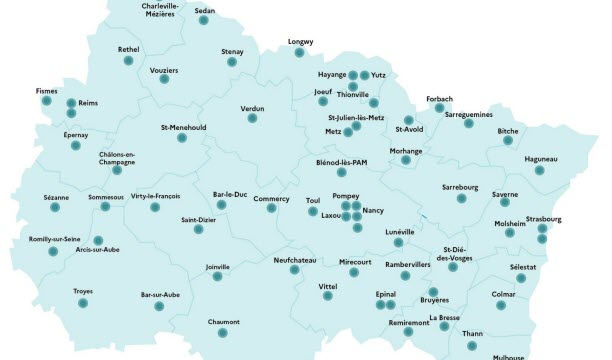 Charleville-
Mézières
Sedan
Longwy
Rethel
Stenay
Vouziers
Hayange
Yutz
Thionville
Joeuf
Fismes
Reims
Forbach
Verdun
Sarreguemines
St-Julien-lès-Metz
St-Avold
Metz
Bitche
Épernay
St-Menehould
Morhange
Châlons-en-
Champagne
Blénod-lès-PAM
Haguneau
Sarrebourg
Saverne
Sézanne
Sommesous
Virty-le-François
Bar-le-Duc
Commercy
Toul
Pompey
Laxou
Nancy
Saint-Dizier
Molsheim
Strasbourg
Lunéville
Romilly-sur-Seine
Arcis-sur-Aube
St-Dié-
des-Vosges
Joinville
Neufchateau
Mirecourt
Rambervillers
Sélestat
Troyes
Bar-sur-Aube
Vittel
Epinal
Bruyères
Colmar
Chaumont
Remiremont
La Bresse
Thann
Mulhouse